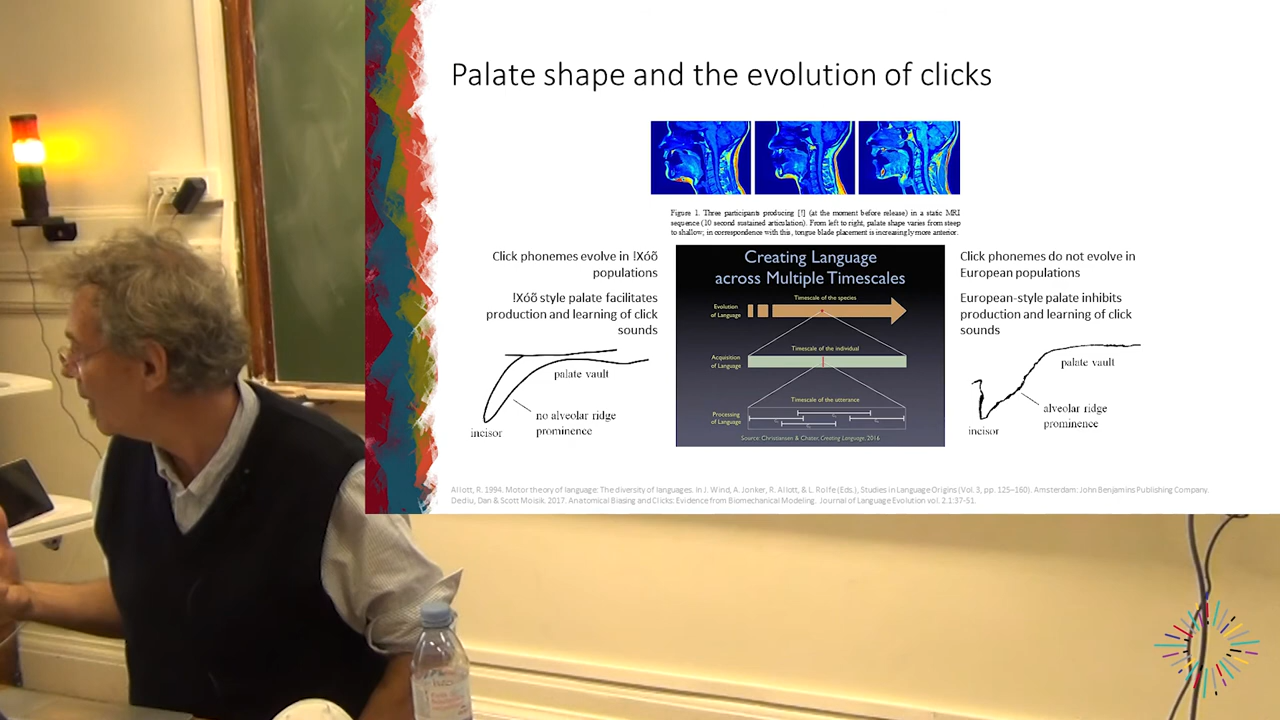 Palate shape and the evolution of clicks
Figure 1. Three participants producing [!] (at the moment before release) in a static MRI
sequence (10 second sustained articulation). From left to right, palate shape varies from steep
to shallow; in correspondence with this, tongue blade placement is increasingly more anterior.
Click phonemes evolve in !Xóõ
populations
!Xóõ style palate facilitates
production and learning of click
sounds
palate vault
no alveolar ridge
prominence
incisor
Creating Language
across Multiple Timescales
Timescale of the species
Evolution
of Language
Timescale of the individual
Acquisition
of Language
Timescale of the utterance
Processing
of Language
Source: Christiansen & Chater, Creating Language, 2016
Click phonemes do not evolve in
European populations
European-style palate inhibits
production and learning of click
sounds
palate vault
alveolar ridge
prominence
incisor
Allott, R. 1994. Motor theory of language: The diversity of languages. In J. Wind, A. Jonker, R. Allott, & L. Rolfe (Eds.), Studies in Language Origins (Vol. 3, pp. 125–160). Amsterdam: John Benjamins Publishing Company.
Dediu, Dan & Scott Moisik. 2017. Anatomical Biasing and Clicks: Evidence from Biomechanical Modeling. Journal of Language Evolution vol. 2.1:37-51.